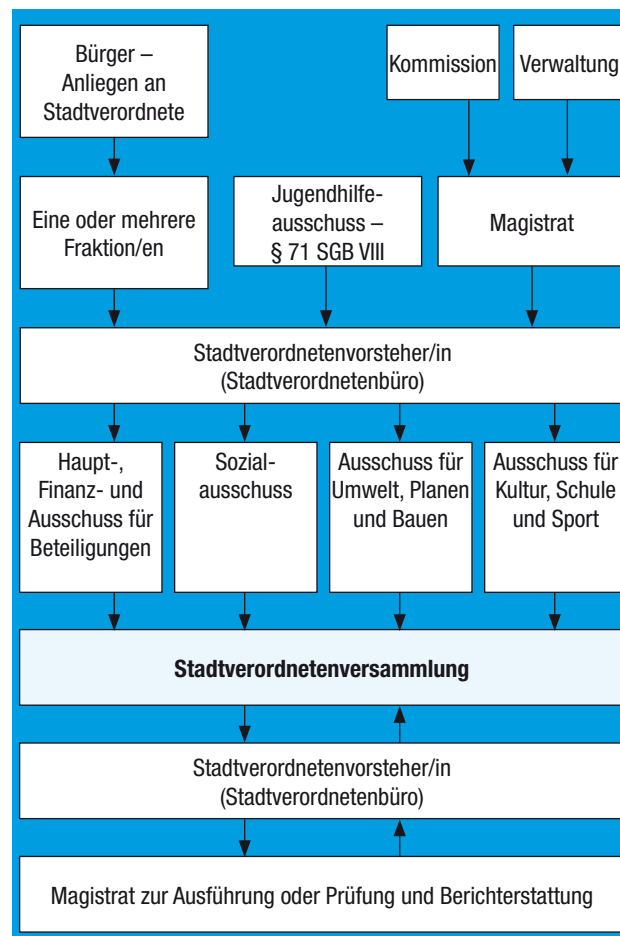 Bürger –
Anliegen an
Stadtverordnete
Kommission
Verwaltung
Eine oder mehrere
Fraktion/en
Jugendhilfe-
ausschuss –
§ 71 SGB VIII
Magistrat
Stadtverordnetenvorsteher/in
(Stadtverordnetenbüro)
Haupt-,
Finanz- und
Ausschuss für
Beteiligungen
Sozial-
ausschuss
Ausschuss für
Umwelt, Planen
und Bauen
Ausschuss für
Kultur, Schule
und Sport
Stadtverordnetenversammlung
Stadtverordnetenvorsteher/in
(Stadtverordnetenbüro)
Magistrat zur Ausführung oder Prüfung und Berichterstattung